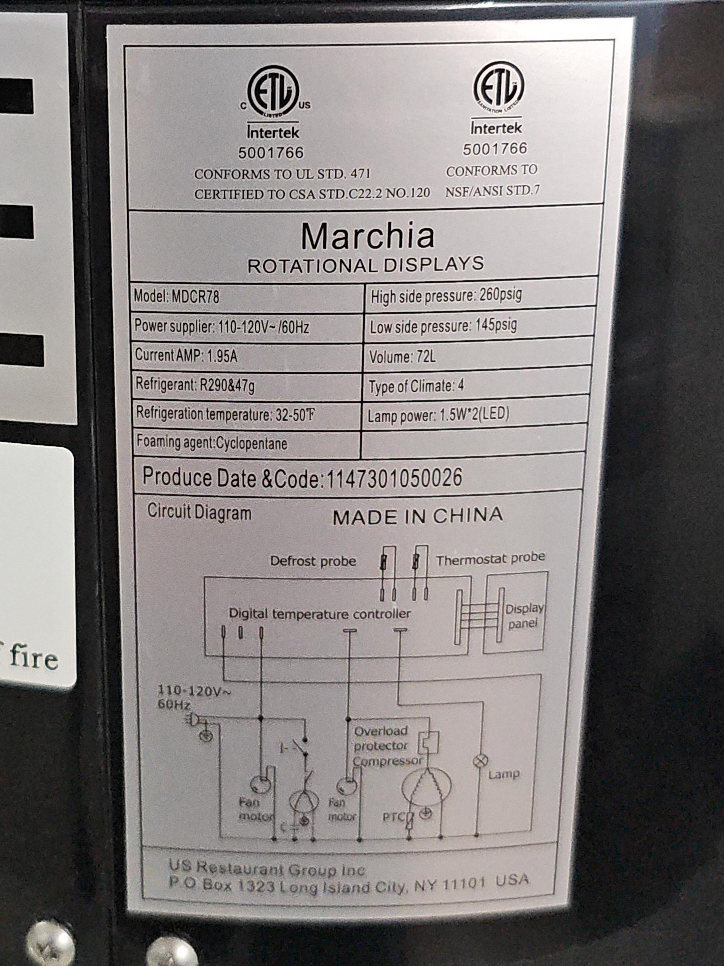 ETL
LISTED
C US
Intertek
5001766
CONFORMS TO UL STD. 471
CERTIFIED TO CSA STD.C22.2 NO.120
ETL
SANITATION LISTED
Intertek
5001766
CONFORMS TO
NSF/ANSI STD.7
Marchia
ROTATIONAL DISPLAYS
Model: MDCR78
High side pressure: 260psig
Power supplier: 110-120V~ /60Hz
Low side pressure: 145psig
Current AMP: 1.95A
Volume: 72L
Refrigerant: R290&47g
Type of Climate: 4
Refrigeration temperature: 32-50℉
Lamp power: 1.5W*2(LED)
Foaming agent:Cyclopentane
Produce Date &Code:1147301050026
Circuit Diagram
MADE IN CHINA
Defrost probe
Thermostat probe
Digital temperature controller
Display
panel
110-120V~
60Hz
Overload
protector
Compressor
Lamp
Fan
motor
C
Fan
motor
PTC
US Restaurant Group Inc
P.O. Box 1323 Long Island City, NY 11101 USA
fire